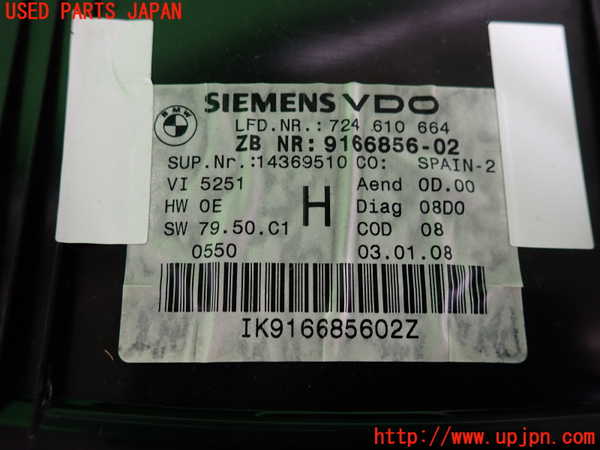 USED PARTS JAPAN
BMW
SIEMENS VDO
LFD.NR.: 724 610 664
ZB NR: 9166856-02
SUP.Nr.:14369510 CO: SPAIN-2
VI 5251 Aend 0D.00
HW 0E H Diag 08D0
SW 79.50.C1 COD 08
0550 03.01.08
IK916685602Z
http://www.upjpn.com/